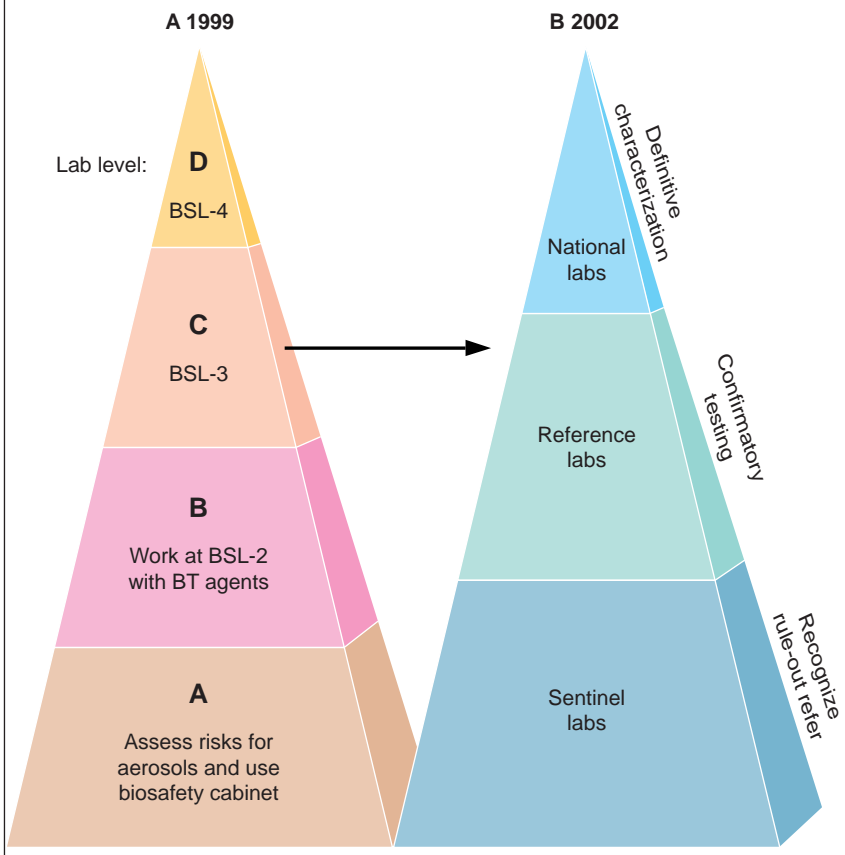 A 1999
Lab level:
D
BSL-4
C
BSL-3
B
Work at BSL-2
with BT agents
A
Assess risks for
aerosols and use
biosafety cabinet
B 2002
National
labs
Definitive
characterization
Reference
labs
Confirmatory
testing
Sentinel
labs
Recognize
rule-out refer